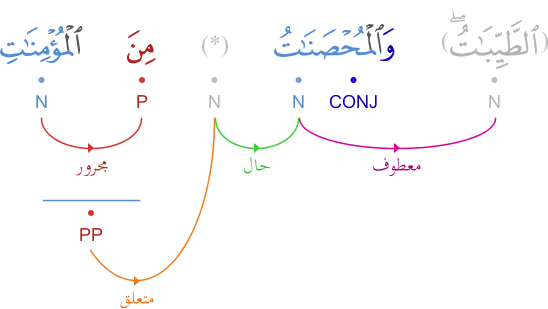 (ٱلطَّيِّبَـٰتُ ۖ) وَٱلْمُحْصَنَـٰتُ (*) مِنَ ٱلْمُؤْمِنَـٰتِ
N CONJ N N P N
معطوف حال مجرور
PP
متعلق